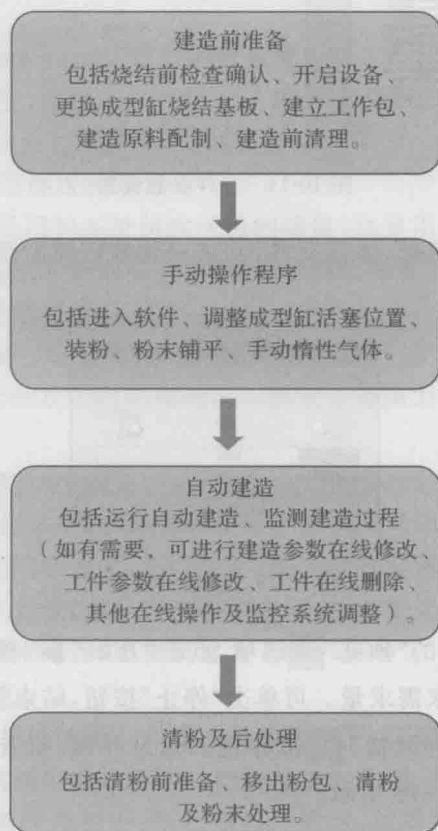 建造前准备
包括烧结前检查确认、开启设备、
更换成型缸烧结基板、建立工作包、
建造原料配制、建造前清理。
手动操作程序
包括进入软件、调整成型缸活塞位置、
装粉、粉末铺平、手动惰性气体。
自动建造
包括运行自动建造、监测建造过程
（如有需要，可进行建造参数在线修改、
工件参数在线修改、工件在线删除、
其他在线操作及监控系统调整）。
清粉及后处理
包括清粉前准备、移出粉包、清粉
及粉末处理。